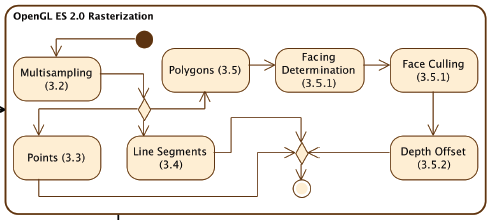 OpenGL ES 2.0 Rasterization
Multisampling
(3.2)
Polygons (3.5)
Facing
Determination
(3.5.1)
Face Culling
(3.5.1)
Points (3.3)
Line Segments
(3.4)
Depth Offset
(3.5.2)